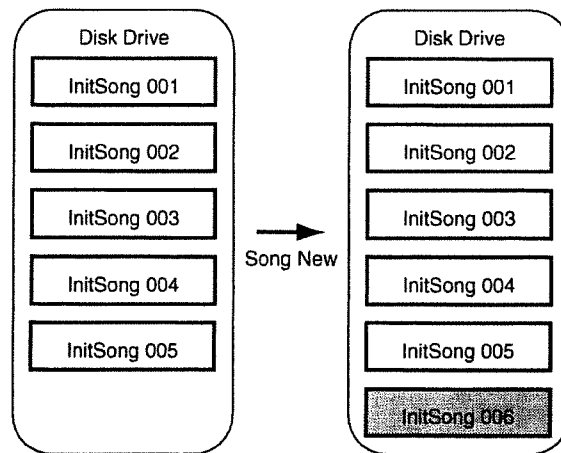 Disk Drive
InitSong 001
InitSong 002
InitSong 003
InitSong 004
InitSong 005
Song New
Disk Drive
InitSong 001
InitSong 002
InitSong 003
InitSong 004
InitSong 005
InitSong 006